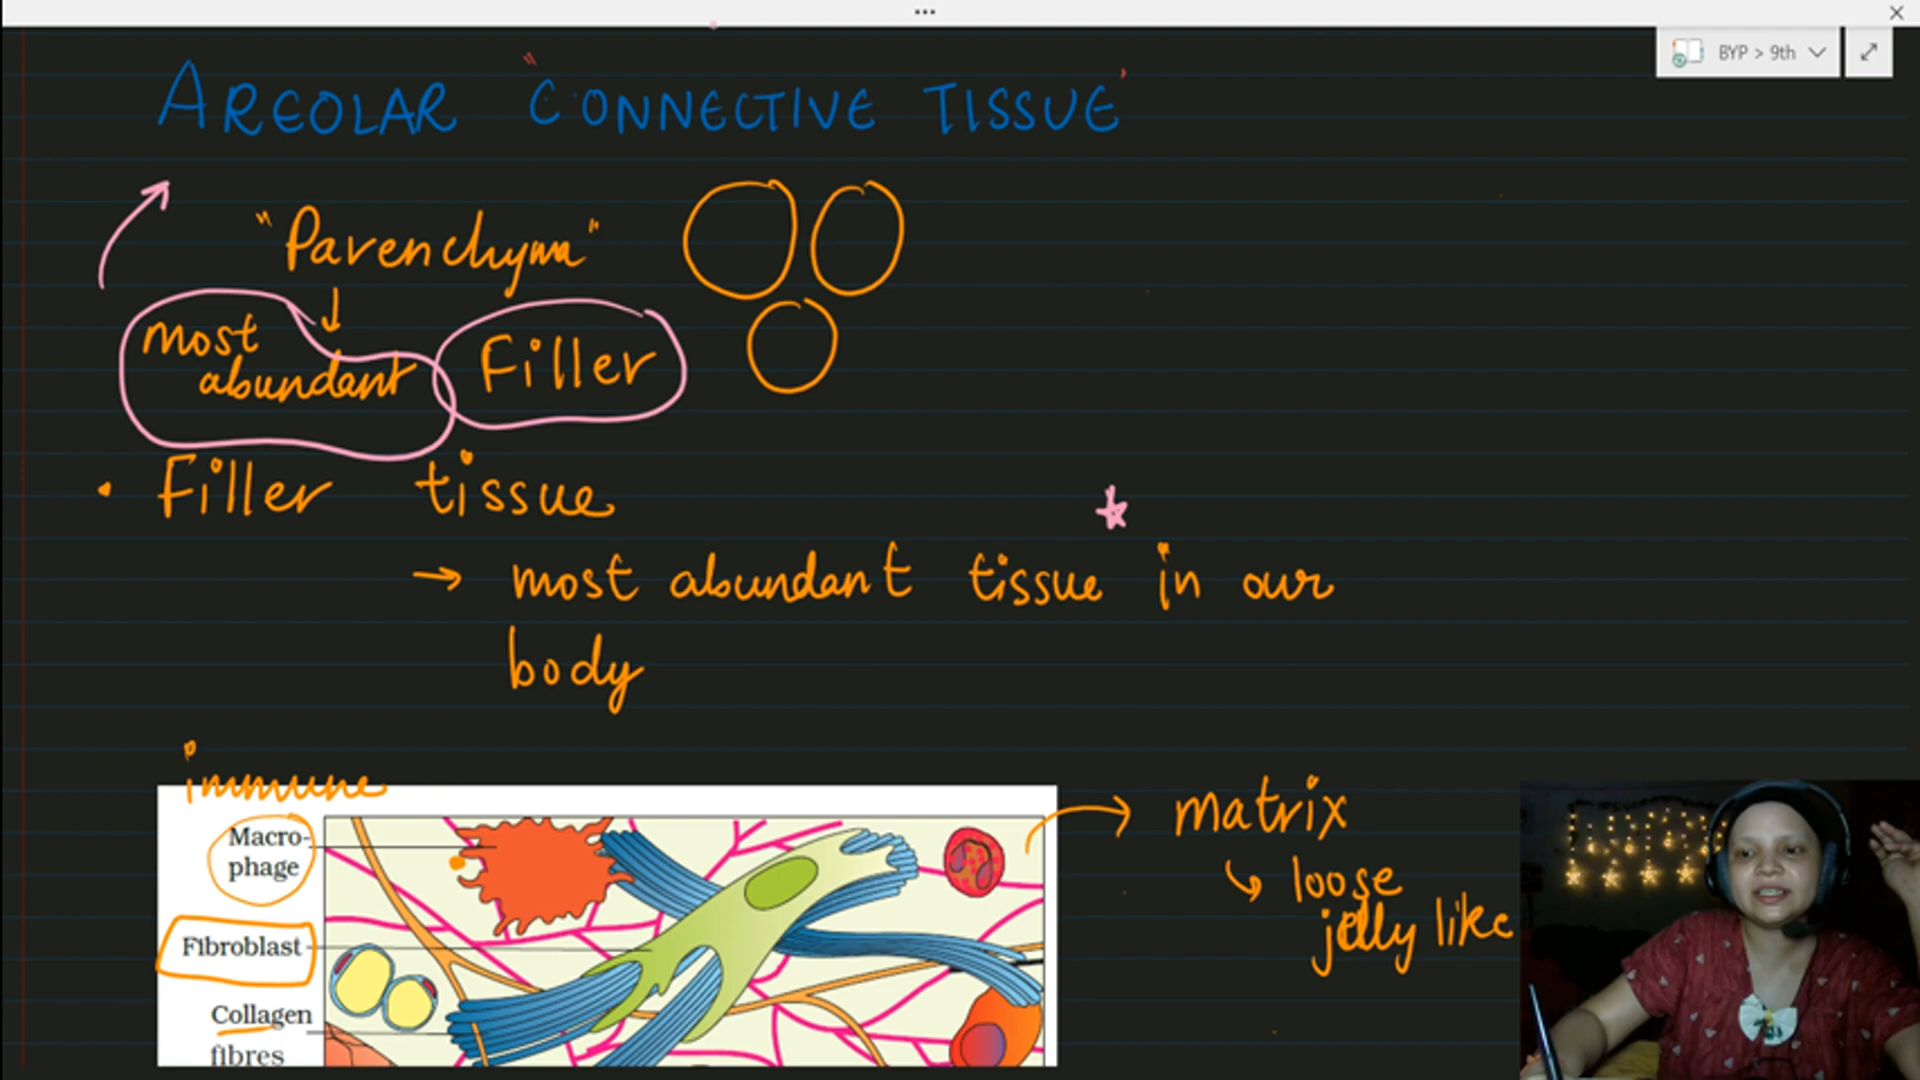 BYP > 9th
AREOLAR "CONNECTIVE TISSUE"
"Parenchyma"
most
abundant
Filler
• Filler tissue
→ most abundant tissue in our
body
immune
Macro-
phage
Fibroblast
Collagen
fibres
matrix
loose
jelly like